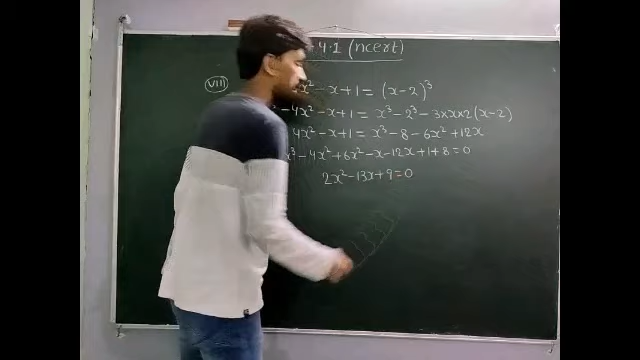 4.1 (ncert)
VIII x² - x + 1 = (x-2)³
- 4x² - x + 1 = x³ - 2³ - 3×x×2(x-2)
4x² - x + 1 = x³ - 8 - 6x² + 12x
x³ - 4x² + 6x² - x - 12x + 1 + 8 = 0
2x² - 13x + 9 = 0